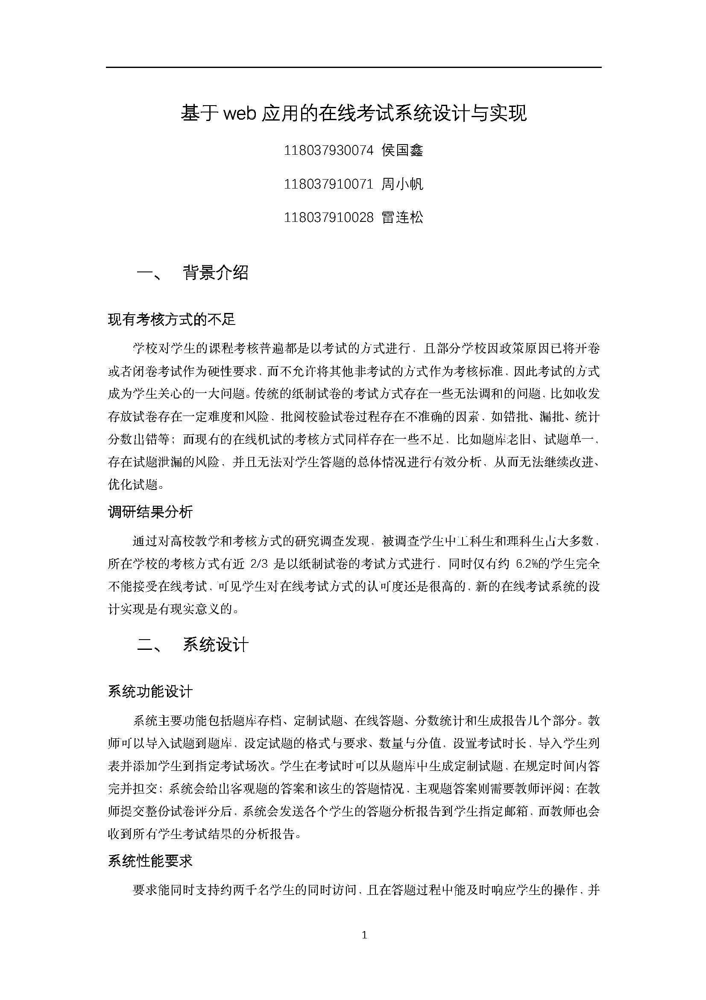 基于 web 应用的在线考试系统设计与实现
118037930074 侯国鑫
118037910071 周小帆
118037910028 雷连松
一、 背景介绍
现有考核方式的不足
学校对学生的课程考核普遍都是以考试的方式进行，且部分学校因政策原因已将开卷
或者闭卷考试作为硬性要求，而不允许将其他非考试的方式作为考核标准，因此考试的方式
成为学生关心的一大问题。传统的纸制试卷的考试方式存在一些无法调和的问题，比如收发
存放试卷存在一定难度和风险，批阅校验试卷过程存在不准确的因素，如错批、漏批、统计
分数出错等；而现有的在线机试的考核方式同样存在一些不足，比如题库老旧、试题单一，
存在试题泄漏的风险，并且无法对学生答题的总体情况进行有效分析，从而无法继续改进、
优化试题。
调研结果分析
通过对高校教学和考核方式的研究调查发现，被调查学生中工科生和理科生占大多数，
所在学校的考核方式有近 2/3 是以纸制试卷的考试方式进行，同时仅有约 6.2%的学生完全
不能接受在线考试，可见学生对在线考试方式的认可度还是很高的，新的在线考试系统的设
计实现是有现实意义的。
二、 系统设计
系统功能设计
系统主要功能包括题库存档、定制试题、在线答题、分数统计和生成报告几个部分。教
师可以导入试题到题库，设定试题的格式与要求、数量与分值，设置考试时长，导入学生列
表并添加学生到指定考试场次。学生在考试时可以从题库中生成定制试题，在规定时间内答
完并提交；系统会给出客观题的答案和该生的答题情况，主观题答案则需要教师评阅；在教
师提交整份试卷评分后，系统会发送各个学生的答题分析报告到学生指定邮箱，而教师也会
收到所有学生考试结果的分析报告。
系统性能要求
要求能同时支持约两千名学生的同时访问，且在答题过程中能及时响应学生的操作，并
1